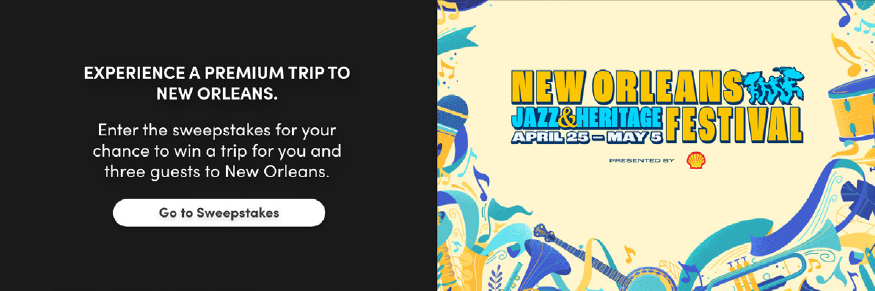 EXPERIENCE A PREMIUM TRIP TO
NEW ORLEANS.
Enter the sweepstakes for your
chance to win a trip for you and
three guests to New Orleans.
Go to Sweepstakes
NEW ORLEANS
JAZZ & HERITAGE
FESTIVAL
APRIL 25 – MAY 5
PRESENTED BY